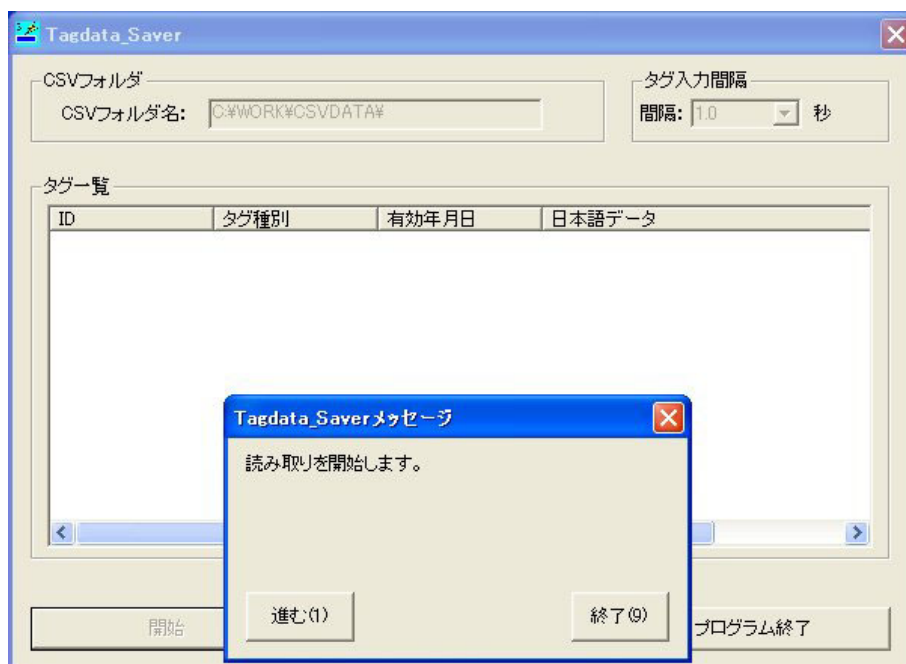 Tagdata_Saver
CSVフォルダ
CSVフォルダ名: C:¥WORK¥CSVDATA¥
タグ入力間隔
間隔: 1.0 秒
タグ一覧
ID タグ種別 有効年月日 日本語データ
Tagdata_Saverメッセージ
読み取りを開始します。
進む(1) 終了(9)
開始 プログラム終了